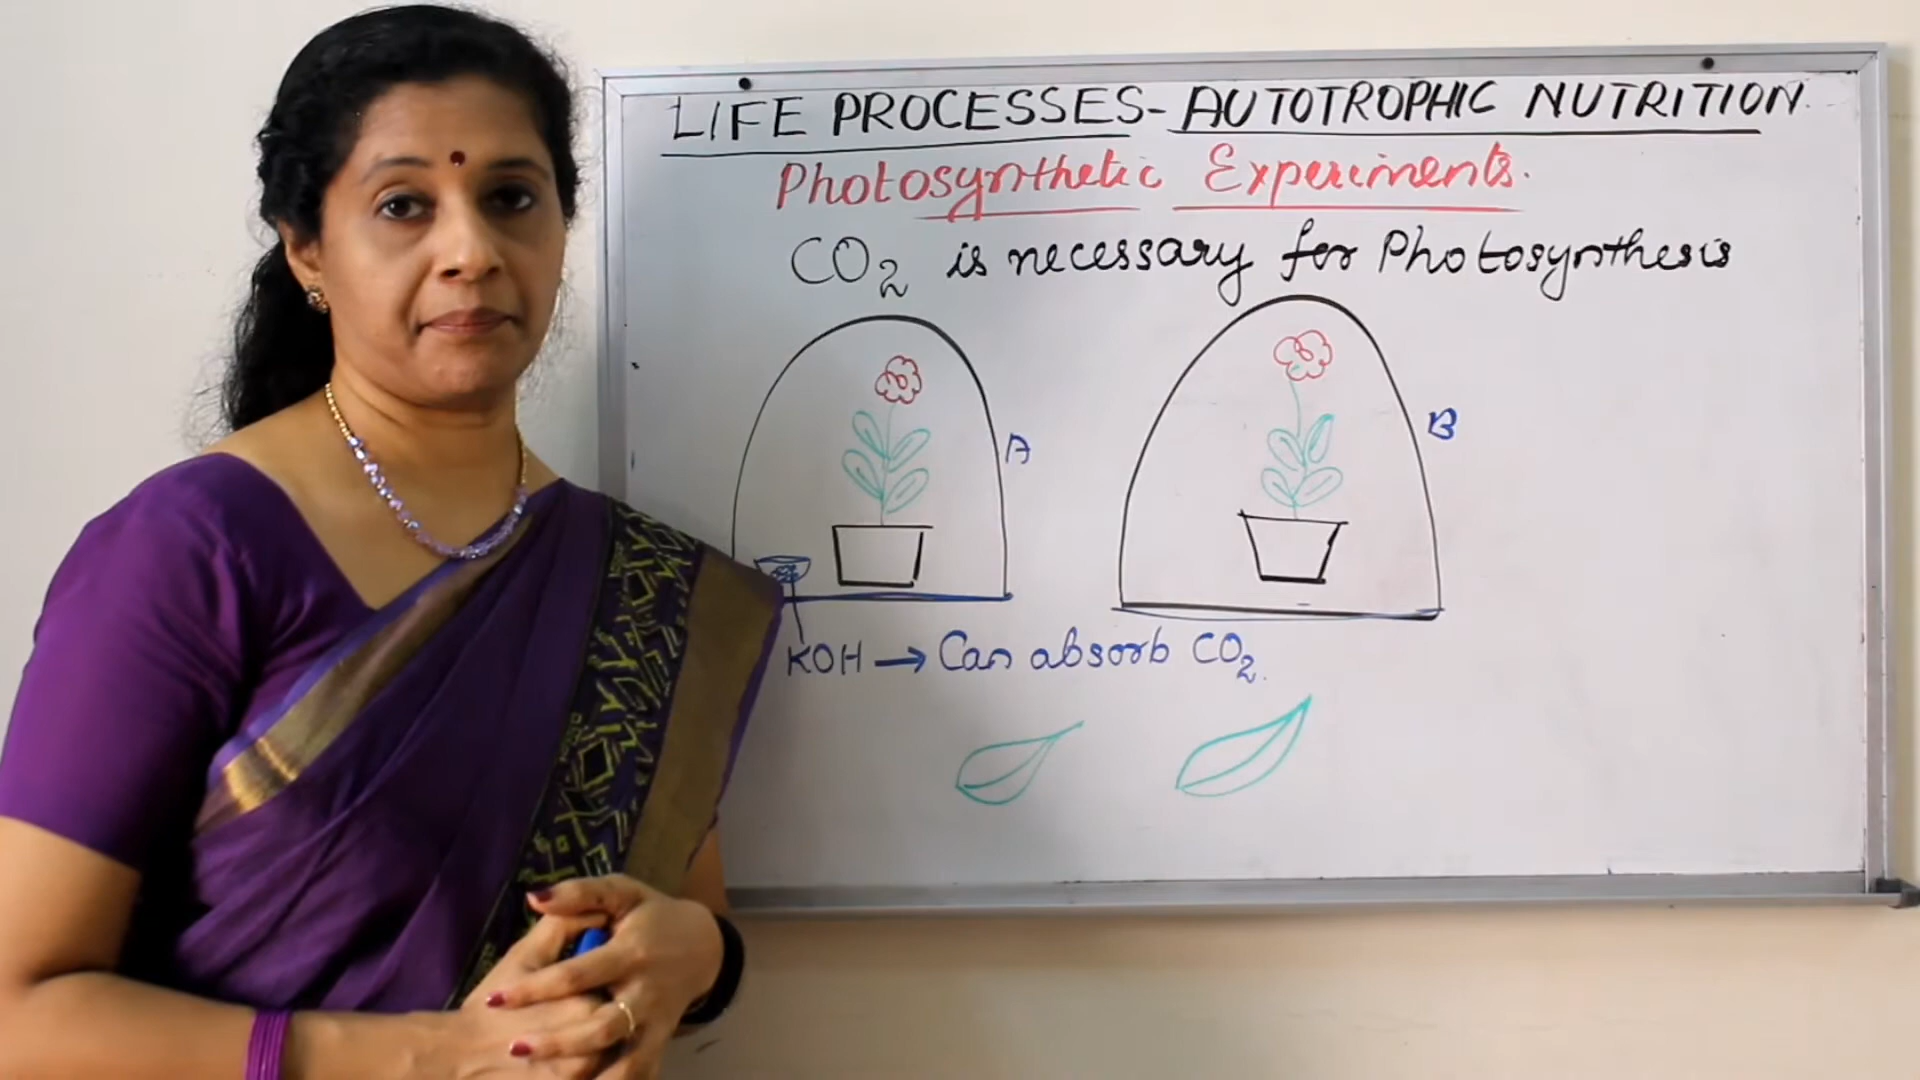 LIFE PROCESSES- AUTOTROPHIC NUTRITION.
Photosynthetic Experiments.
CO₂ is necessary for Photosynthesis
A
B
KOH → Can absorb CO₂.